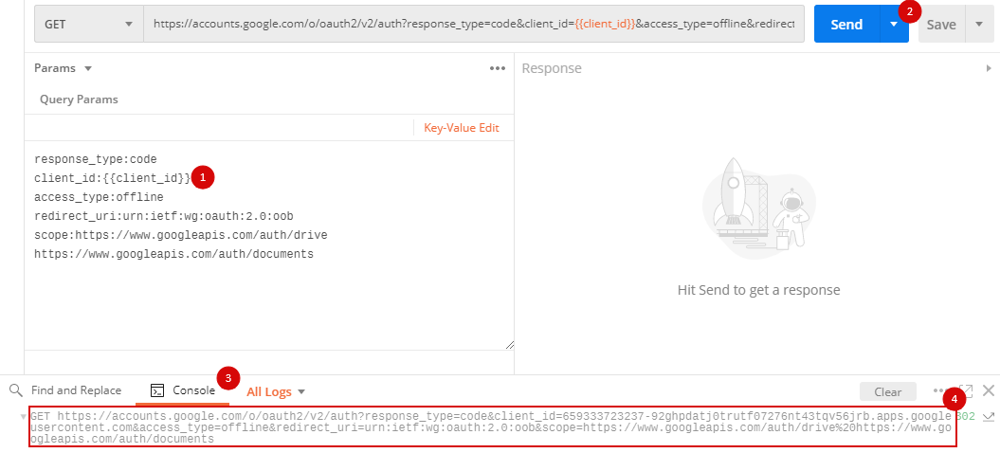 GET
https://accounts.google.com/o/oauth2/v2/auth?response_type=code&client_id={{client_id}}&access_type=offline&redirect
Send
2
Save
Params
Response
Query Params
Key-Value Edit
response_type:code
client_id:{{client_id}}
1
access_type:offline
redirect_uri:urn:ietf:wg:oauth:2.0:oob
scope:https://www.googleapis.com/auth/drive
https://www.googleapis.com/auth/documents
Hit Send to get a response
Find and Replace
Console
3
All Logs
Clear
4
GET https://accounts.google.com/o/oauth2/v2/auth?response_type=code&client_id=659333723237-92ghpdatj0trutf07276nt43tqv56jrb.apps.google
302
usercontent.com&access_type=offline&redirect_uri=urn:ietf:wg:oauth:2.0:oob&scope=https://www.googleapis.com/auth/drive%20https://www.go
ogleapis.com/auth/documents